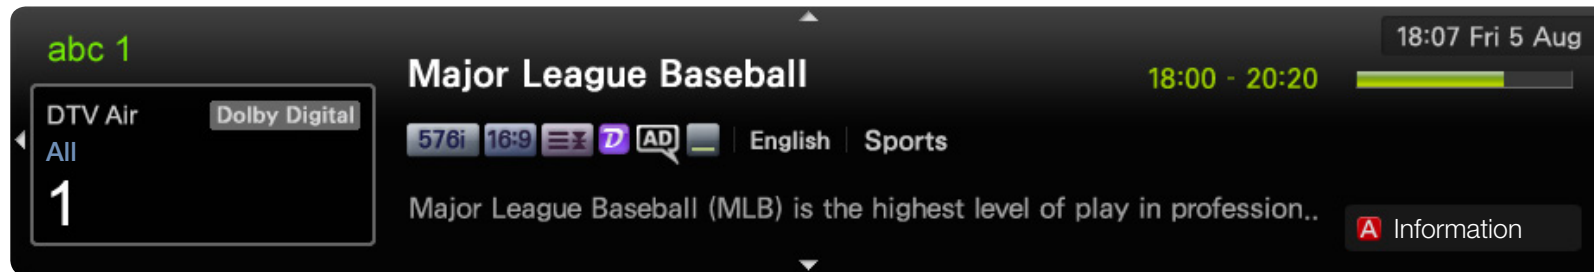 abc 1
DTV Air Dolby Digital
All
1
Major League Baseball
18:00 - 20:20
18:07 Fri 5 Aug
576i 16:9 D AD English Sports
Major League Baseball (MLB) is the highest level of play in profession..
A Information